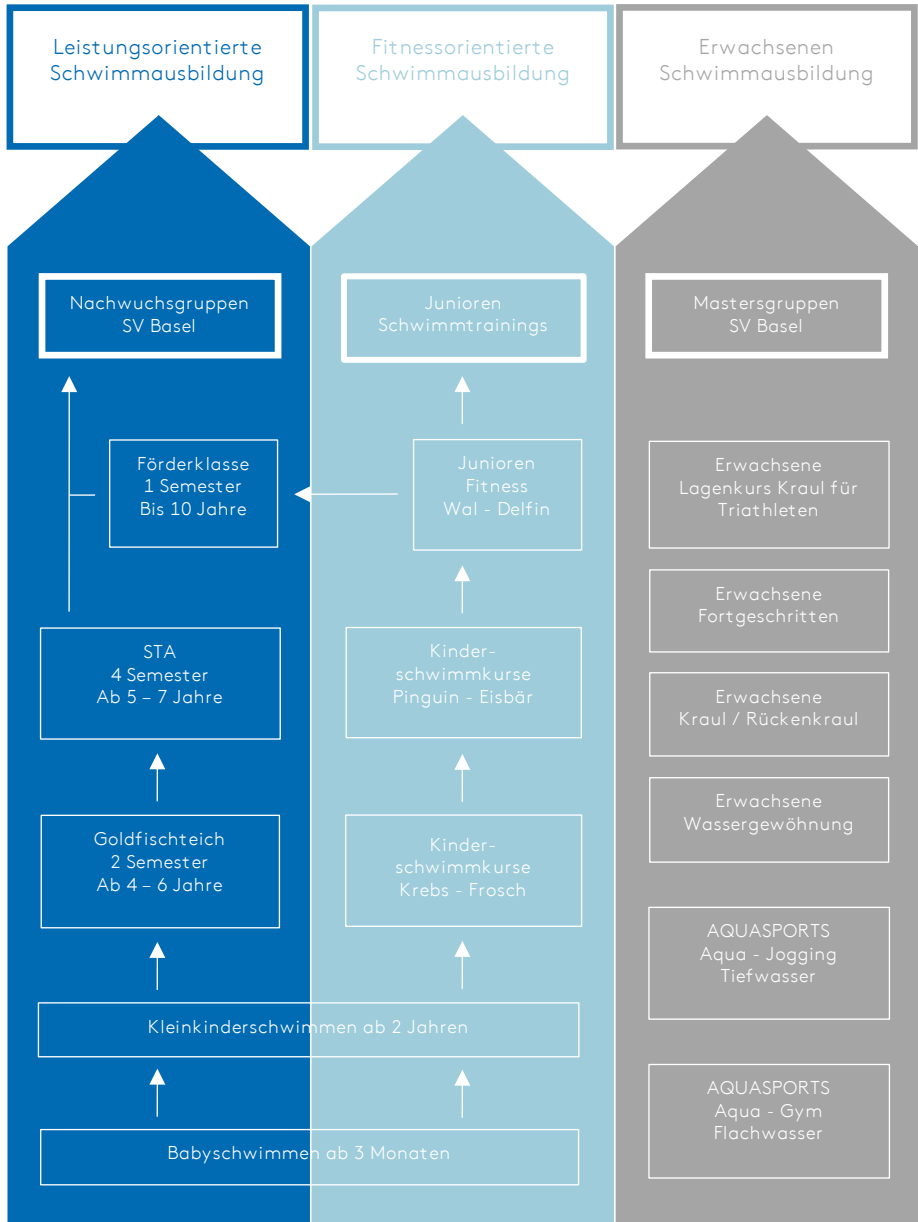 Leistungsorientierte
Schwimmausbildung
Fitnessorientierte
Schwimmausbildung
Erwachsenen
Schwimmausbildung
Nachwuchsgruppen
SV Basel
Junioren
Schwimmtrainings
Mastersgruppen
SV Basel
Förderklasse
1 Semester
Bis 10 Jahre
Junioren
Fitness
Wal - Delfin
Erwachsene
Lagenkurs Kraul für
Triathleten
Erwachsene
Fortgeschritten
STA
4 Semester
Ab 5 – 7 Jahre
Kinder-
schwimmkurse
Pinguin - Eisbär
Erwachsene
Kraul / Rückenkraul
Erwachsene
Wassergewöhnung
Goldfischteich
2 Semester
Ab 4 – 6 Jahre
Kinder-
schwimmkurse
Krebs - Frosch
AQUASPORTS
Aqua - Jogging
Tiefwasser
Kleinkinderschwimmen ab 2 Jahren
AQUASPORTS
Aqua - Gym
Flachwasser
Babyschwimmen ab 3 Monaten